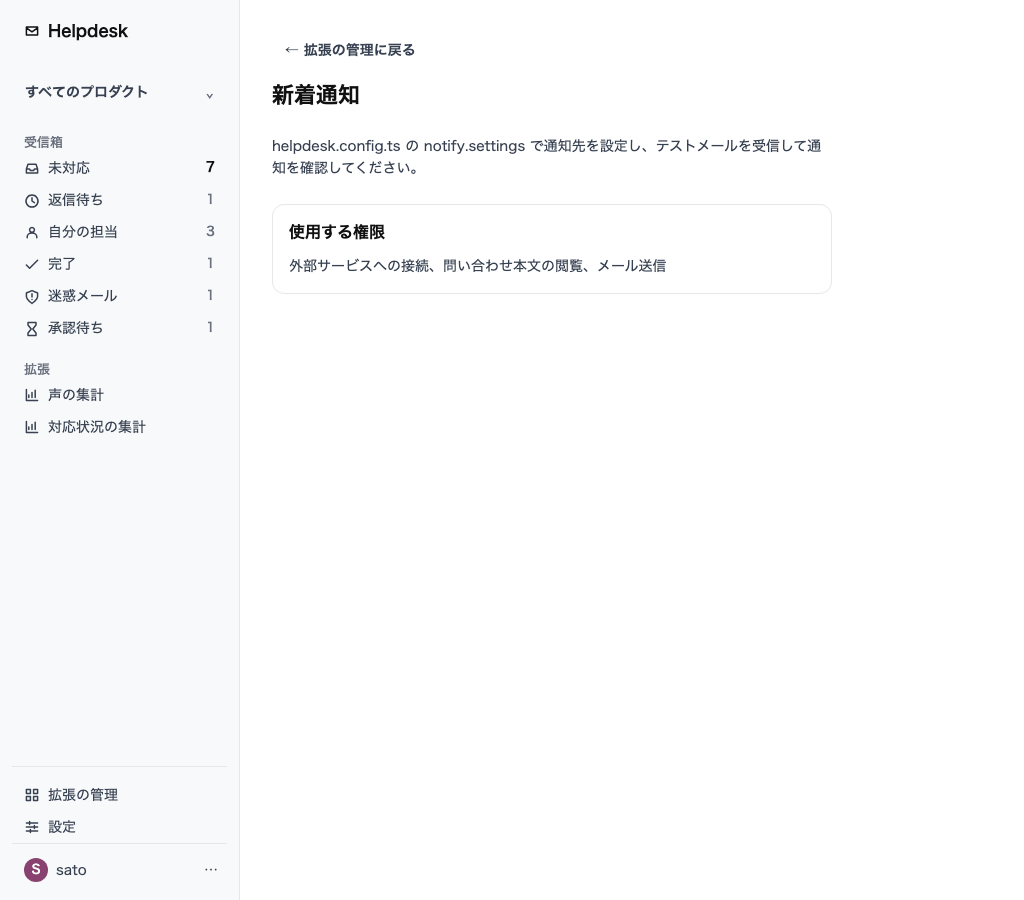 Helpdesk
すべてのプロダクト
受信箱
未対応 7
返信待ち 1
自分の担当 3
完了 1
迷惑メール 1
承認待ち 1
拡張
声の集計
対応状況の集計
拡張の管理
設定
S sato ...
← 拡張の管理に戻る
新着通知
helpdesk.config.ts の notify.settings で通知先を設定し、テストメールを受信して通
知を確認してください。
使用する権限
外部サービスへの接続、問い合わせ本文の閲覧、メール送信